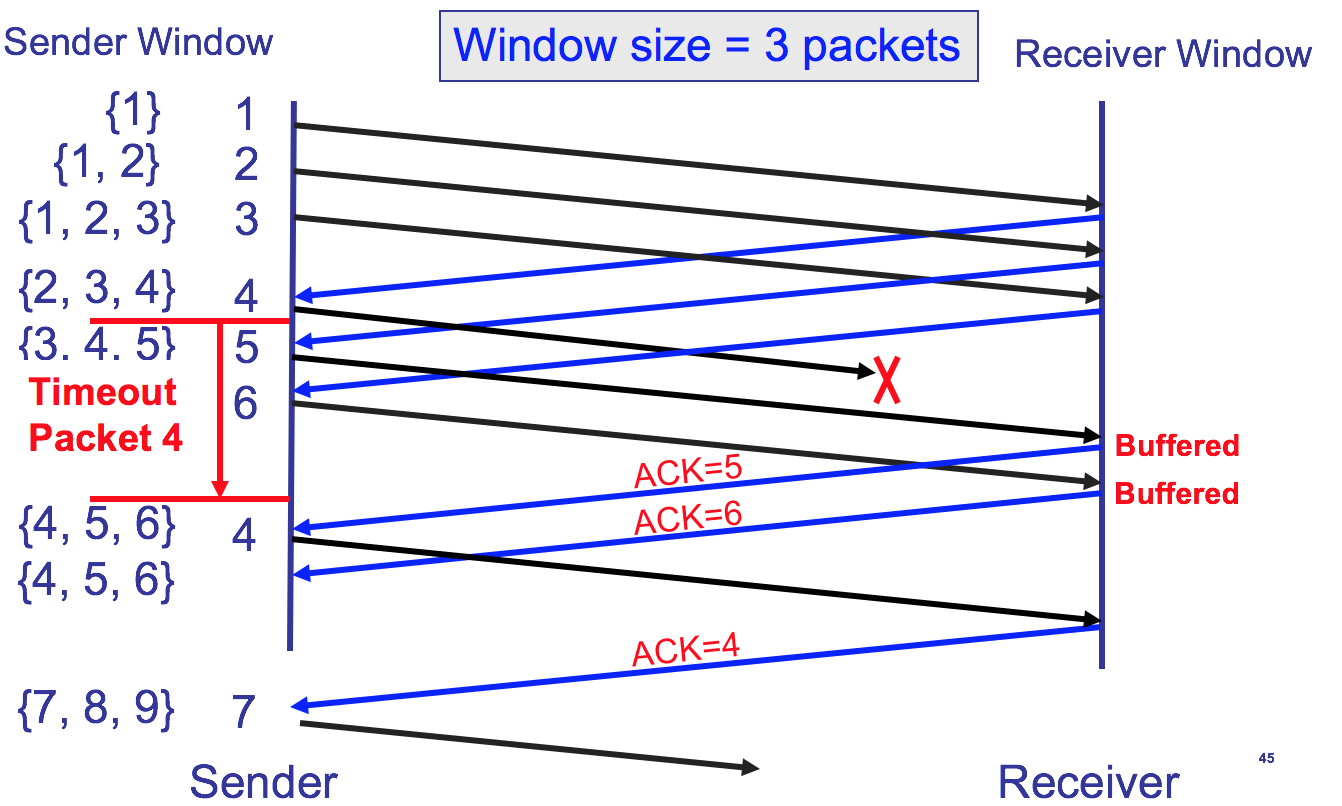 Sender Window
Window size = 3 packets
Receiver Window
{1} 1
{1, 2} 2
{1, 2, 3} 3
{2, 3, 4} 4
{3. 4. 5} 5
Timeout
Packet 4
6
X
Buffered
ACK=5
Buffered
ACK=6
{4, 5, 6} 4
{4, 5, 6}
ACK=4
{7, 8, 9} 7
Sender
Receiver
45